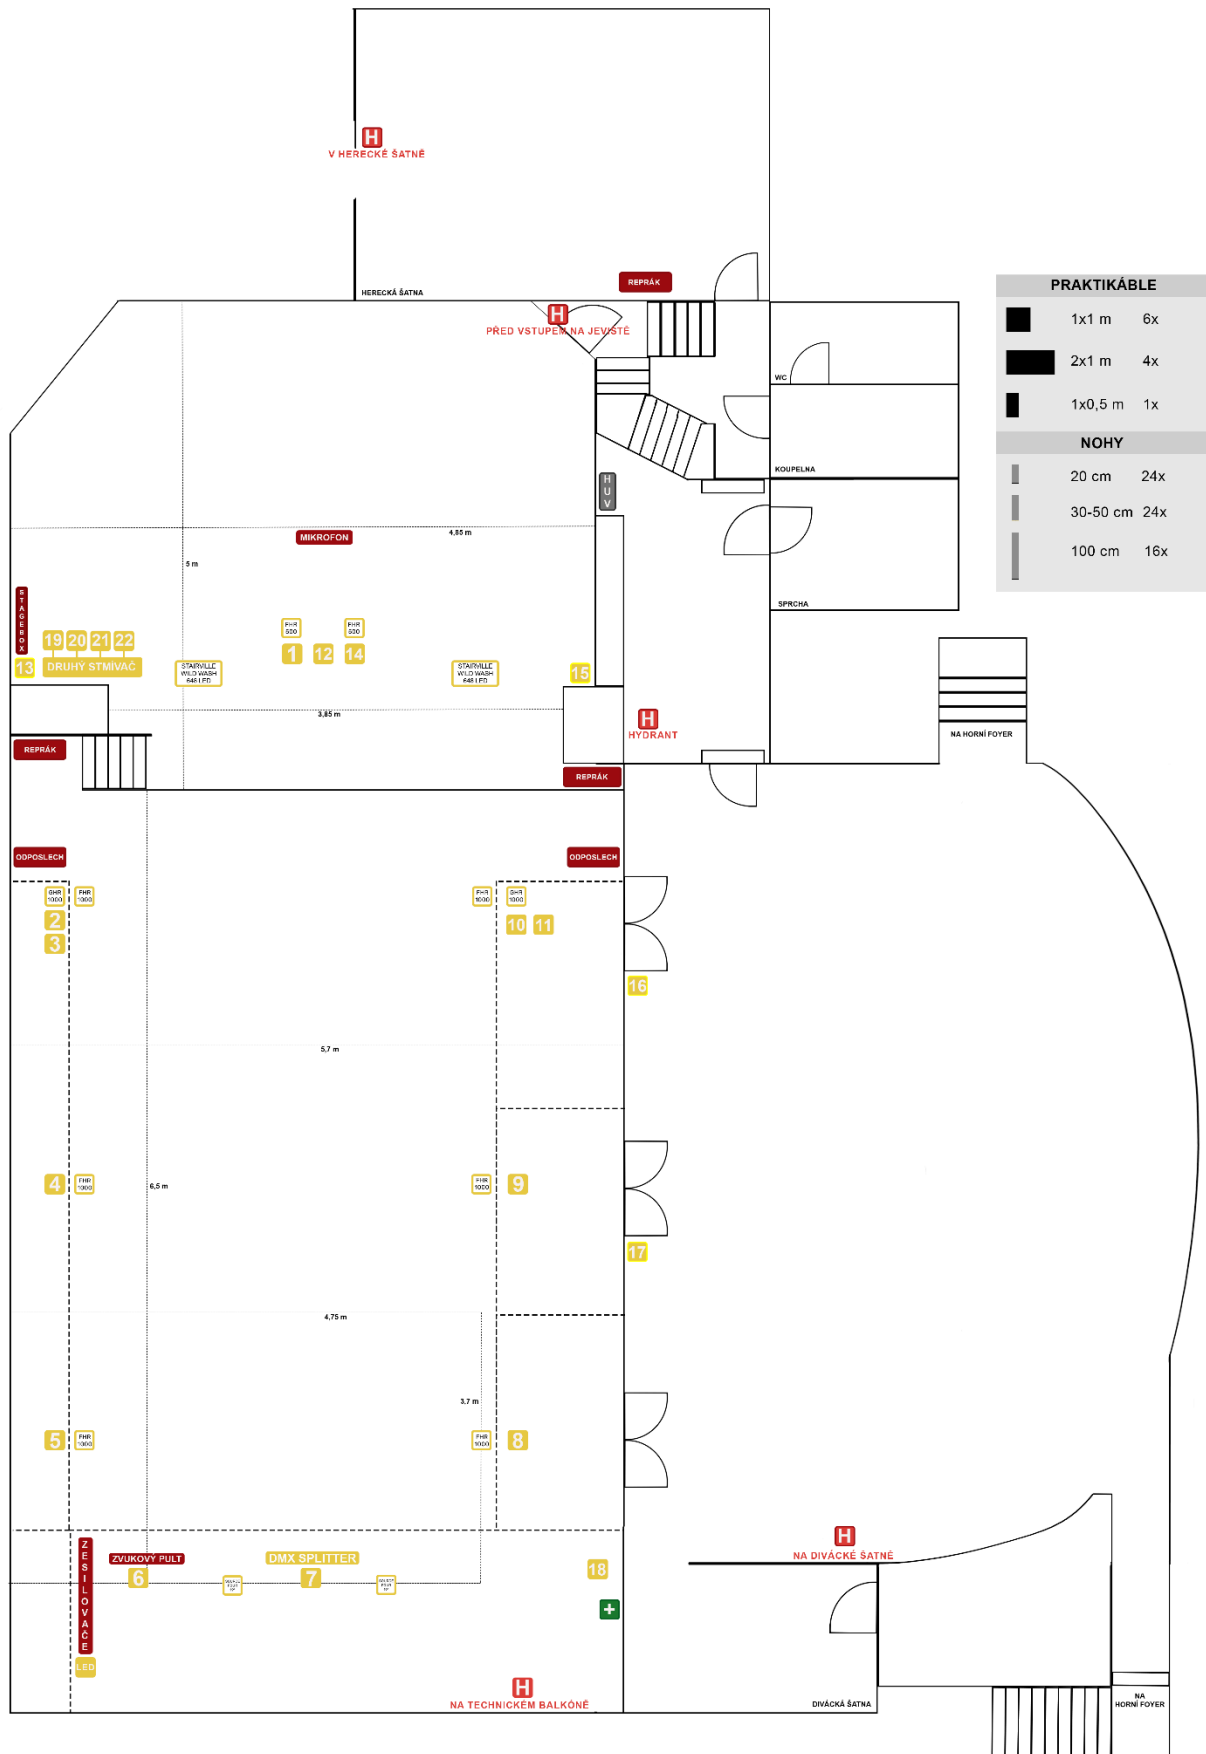 H
V HERECKÉ ŠATNĚ
HERECKÁ ŠATNA
REPRÁK
H
PŘED VSTUPEM NA JEVIŠTĚ
WC
KOUPELNA
SPRCHA
HUV
PRAKTIKÁBLE
1x1 m 6x
2x1 m 4x
1x0,5 m 1x
NOHY
20 cm 24x
30-50 cm 24x
100 cm 16x
4,85 m
MIKROFON
5 m
STAGEBOX
13
19 20 21 22
DRUHÝ STMÍVAČ
STAIRVILLE
WILD WASH
648 LED
FHR
500
FHR
500
1 12 14
STAIRVILLE
WILD WASH
648 LED
15
3,85 m
H
HYDRANT
NA HORNÍ FOYER
REPRÁK
REPRÁK
ODPOSLECH
ODPOSLECH
FHR
1000
FHR
1000
2
3
10 11
16
5,7 m
4
FHR
1000
6,5 m
FHR
1000
9
17
4,75 m
3,7 m
5
FHR
1000
FHR
1000
8
ZESILOVAČE
LED
ZVUKOVÝ PULT
6
DMX SPLITTER
7
18
+
H
NA TECHNICKÉM BALKÓNĚ
H
NA DIVÁCKÉ ŠATNĚ
DIVÁCKÁ ŠATNA
NA
HORNÍ FOYER